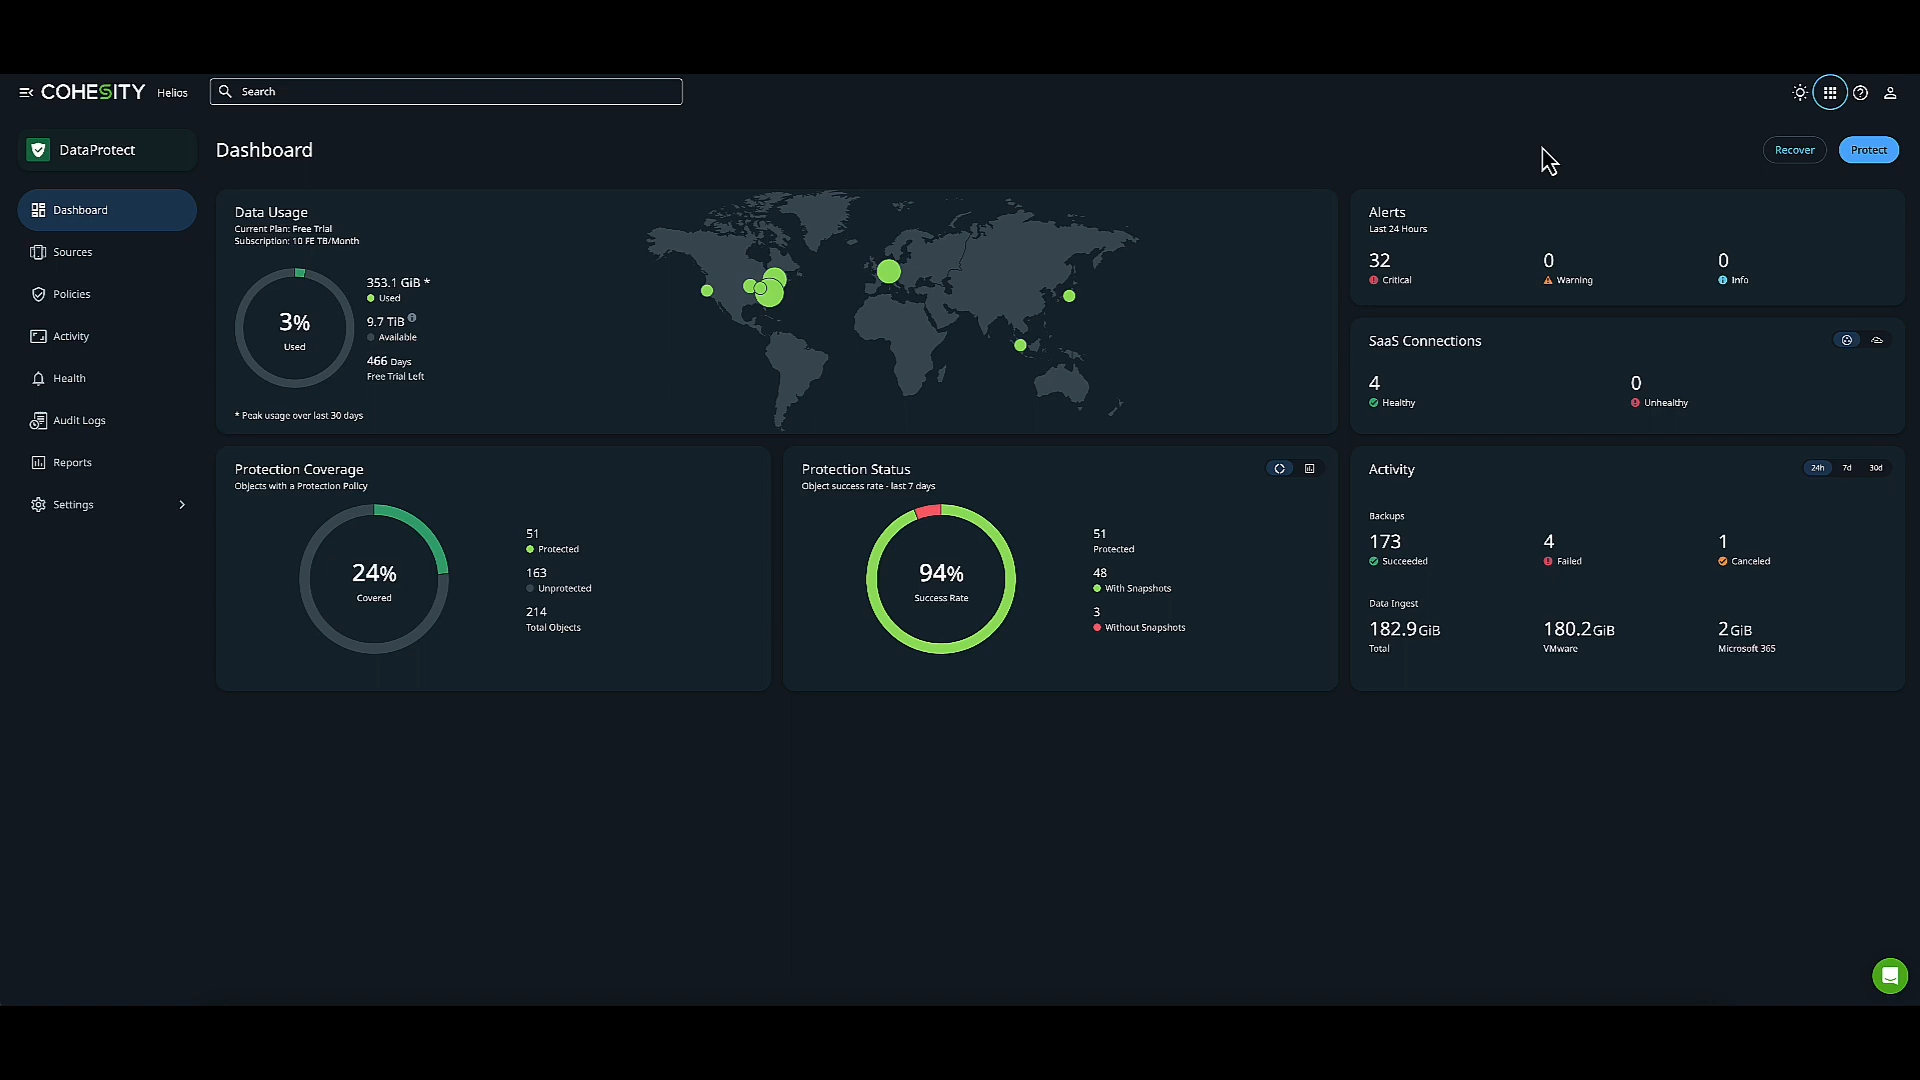 COHESITY Helios
Search
DataProtect
Dashboard
Recover
Protect
Dashboard
Sources
Policies
Activity
Health
Audit Logs
Reports
Settings
Data Usage
Current Plan: Free Trial
Subscription: 10 FE TB/Month
3%
Used
353.1 GiB *
Used
9.7 TiB
Available
466 Days
Free Trial Left
* Peak usage over last 30 days
Alerts
Last 24 Hours
32
Critical
0
Warning
0
Info
SaaS Connections
4
Healthy
0
Unhealthy
Protection Coverage
Objects with a Protection Policy
24%
Covered
51
Protected
163
Unprotected
214
Total Objects
Protection Status
Object success rate - last 7 days
94%
Success Rate
51
Protected
48
With Snapshots
3
Without Snapshots
Activity
24h 7d 30d
Backups
173
Succeeded
4
Failed
1
Canceled
Data Ingest
182.9 GiB
Total
180.2 GiB
VMware
2 GiB
Microsoft 365